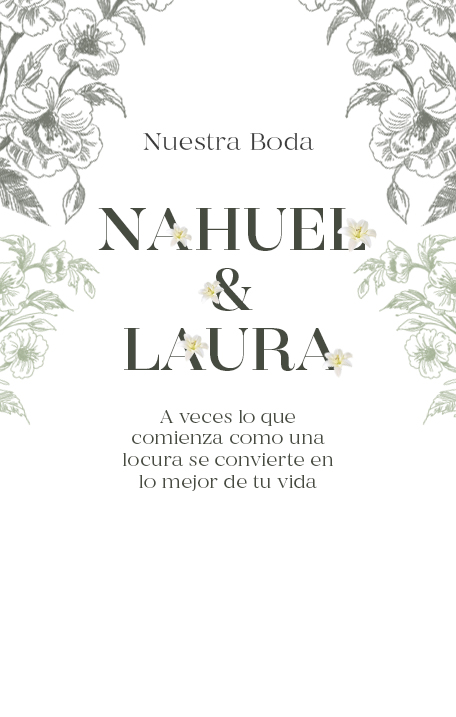 Nuestra Boda
NAHUEL
&
LAURA
A veces lo que
comienza como una
locura se convierte en
lo mejor de tu vida